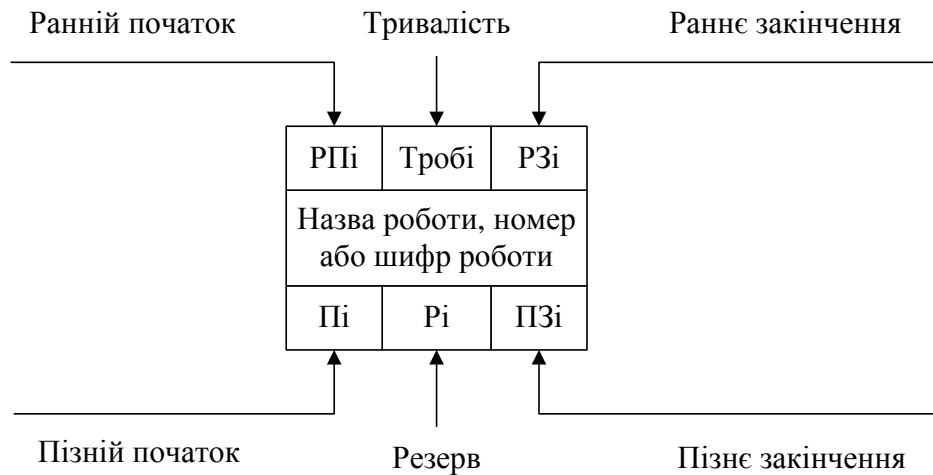 Ранній початок Тривалість Раннє закінчення
РПі Тробі РЗі
Назва роботи, номер
або шифр роботи
Пі Рі ПЗі
Пізній початок Резерв Пізнє закінчення